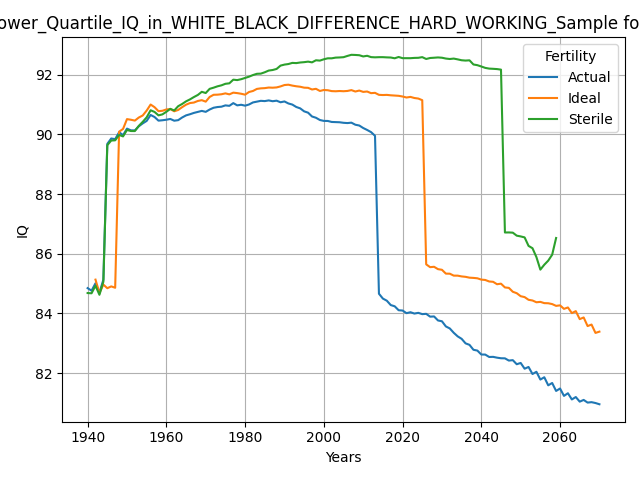 ower_Quartile_IQ_in_WHITE_BLACK_DIFFERENCE_HARD_WORKING_Sample fo
Fertility
Actual
Ideal
Sterile
92
90
88
86
84
82
IQ
1940
1960
1980
2000
2020
2040
2060
Years